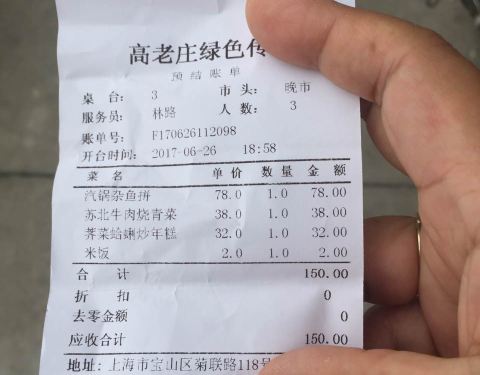 高老庄绿色传
预结账单
桌 台: 3 市 头: 晚市
服务员: 林路 人 数: 3
账单号: F170626112098
开台时间: 2017-06-26 18:58
菜 名 单 价 数 量 金 额
汽锅杂鱼拼 78.0 1.0 78.00
苏北牛肉烧青菜 38.0 1.0 38.00
荠菜蛤蜊炒年糕 32.0 1.0 32.00
米饭 2.0 1.0 2.00
合 计 150.00
折 扣 0
去零金额 0
应收合计 150.00
地址: 上海市宝山区菊联路118号